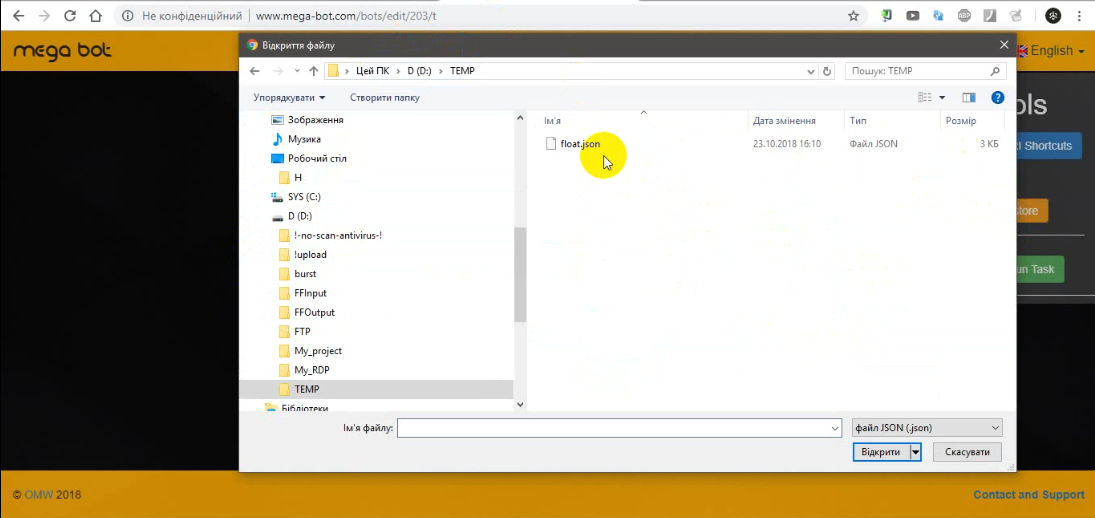 Не конфіденційний | www.mega-bot.com/bots/edit/203/t
ABP
mega bot
English
Відкриття файлу
Цей ПК > D (D:) > TEMP
Пошук: TEMP
Упорядкувати
Створити папку
Зображення
Музика
Робочий стіл
H
SYS (C:)
D (D:)
!-no-scan-antivirus-!
!upload
burst
FFInput
FFOutput
FTP
My_project
My_RDP
TEMP
Бібліотеки
Ім'я
Дата змінення
Тип
Розмір
float.json
23.10.2018 16:10
Файл JSON
3 КБ
Ім'я файлу:
файл JSON (.json)
Відкрити
Скасувати
Shortcuts
Task
© OMW 2018
Contact and Support